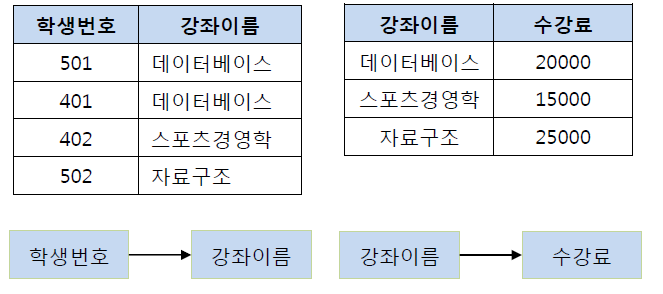 학생번호 강좌이름
501 데이터베이스
401 데이터베이스
402 스포츠경영학
502 자료구조
강좌이름 수강료
데이터베이스 20000
스포츠경영학 15000
자료구조 25000
학생번호 강좌이름
강좌이름 수강료